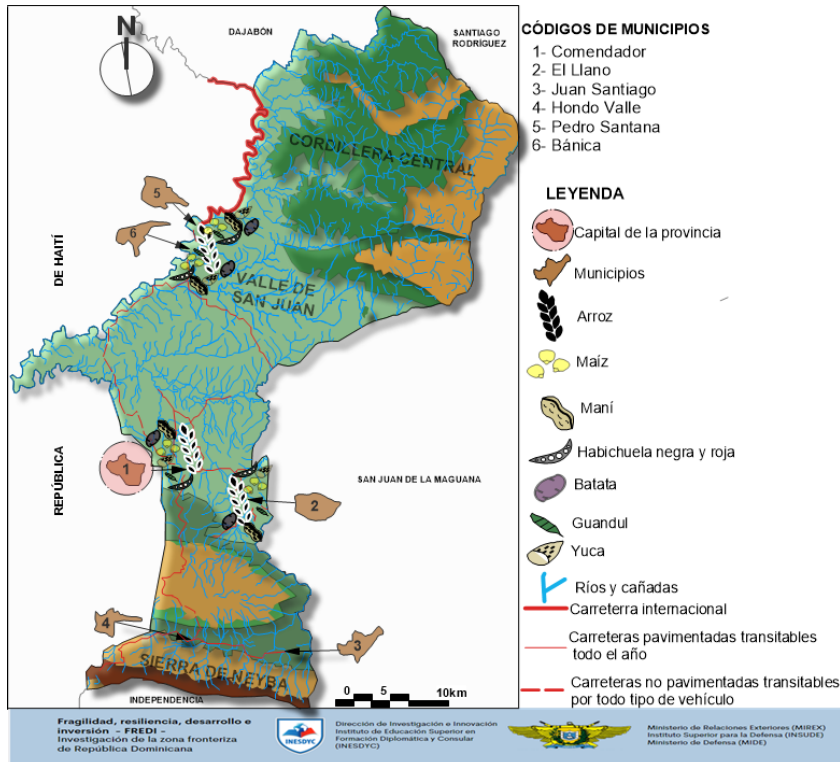 N
DAJABÓN
SANTIAGO
RODRÍGUEZ
CORDILLERA CENTRAL
5
6
DE HAITÍ
VALLE DE
SAN JUAN
REPÚBLICA
1
SAN JUAN DE LA MAGUANA
2
4
3
SIERRA DE NEYBA
INDEPENDENCIA
0 5 10km
CÓDIGOS DE MUNICIPIOS
1- Comendador
2- El Llano
3- Juan Santiago
4- Hondo Valle
5- Pedro Santana
6- Bánica
LEYENDA
Capital de la provincia
Municipios
Arroz
Maíz
Maní
Habichuela negra y roja
Batata
Guandul
Yuca
Ríos y cañadas
Carreterra internacional
Carreteras pavimentadas transitables
todo el año
Carreteras no pavimentadas transitables
por todo tipo de vehículo
Fragilidad, resiliencia, desarrollo e
inversión - FREDI -
Investigación de la zona fronteriza
de República Dominicana
INESDYC
Dirección de Investigación e Innovación
Instituto de Educación Superior en
Formación Diplomática y Consular
(INESDYC)
Ministerio de Relaciones Exteriores (MIREX)
Instituto Superior para la Defensa (INSUDE)
Ministerio de Defensa (MIDE)